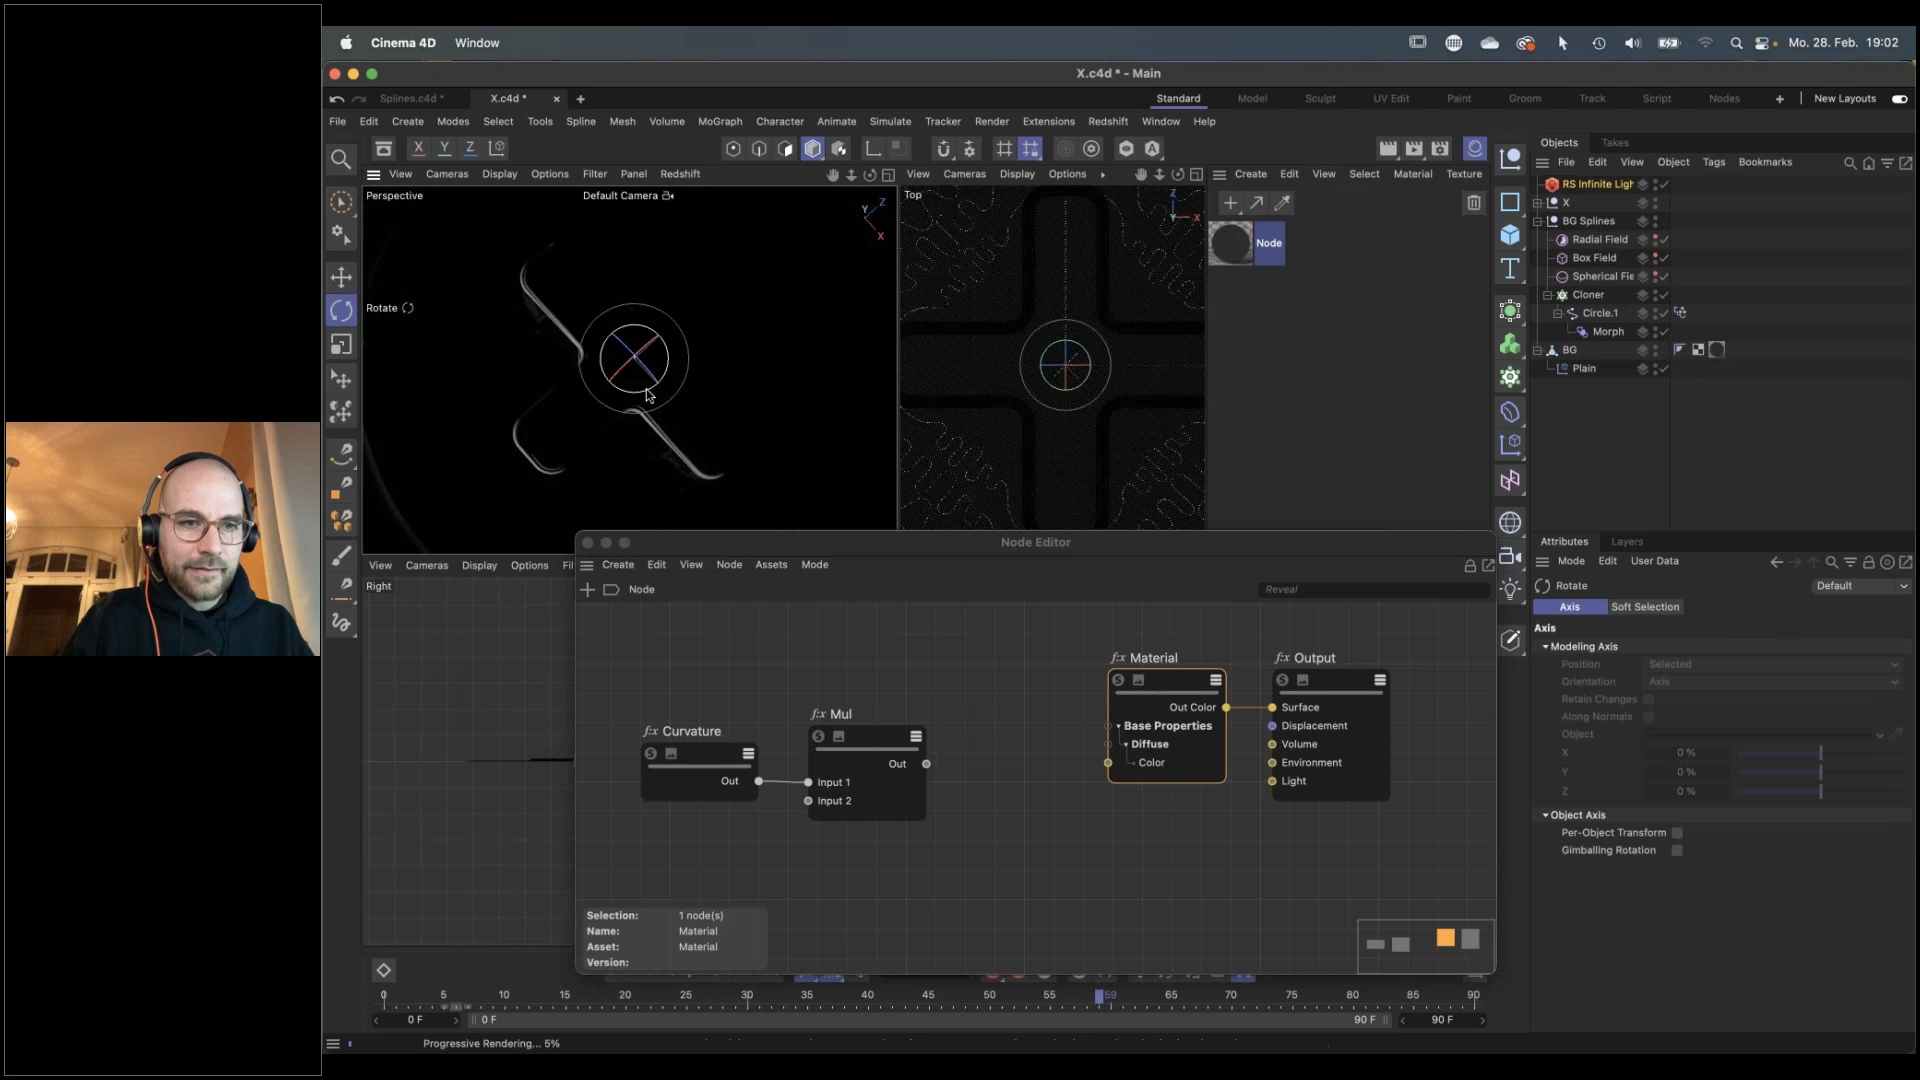 Cinema 4D Window
Mo. 28. Feb. 19:02
X.c4d * - Main
Splines.c4d * X.c4d *
Standard Model Sculpt UV Edit Paint Groom Track Script Nodes New Layouts
File Edit Create Modes Select Tools Spline Mesh Volume MoGraph Character Animate Simulate Tracker Render Extensions Redshift Window Help
X Y Z
View Cameras Display Options Filter Panel Redshift
Perspective Default Camera
Y Z X
Rotate
View Cameras Display Options
Top
Z Y X
Create Edit View Select Material Texture
Node
Objects Takes
File Edit View Object Tags Bookmarks
RS Infinite Ligh
X
BG Splines
Radial Field
Box Field
Spherical Fie
Cloner
Circle.1
Morph
BG
Plain
View Cameras Display Options Fil
Right
Node Editor
Create Edit View Node Assets Mode
Node
Reveal
Curvature
Out
Mul
Out
Input 1
Input 2
Material
Out Color
Base Properties
Diffuse
Color
Output
Surface
Displacement
Volume
Environment
Light
Selection: 1 node(s)
Name: Material
Asset: Material
Version:
Attributes Layers
Mode Edit User Data
Rotate Default
Axis Soft Selection
Axis
Modeling Axis
Position Selected
Orientation Axis
Retain Changes
Along Normals
Object
X 0 %
Y 0 %
Z 0 %
Object Axis
Per-Object Transform
Gimballing Rotation
0 5 10 15 20 25 30 35 40 45 50 55 59 65 70 75 80 85 90
0 F 0 F 90 F 90 F
Progressive Rendering... 5%